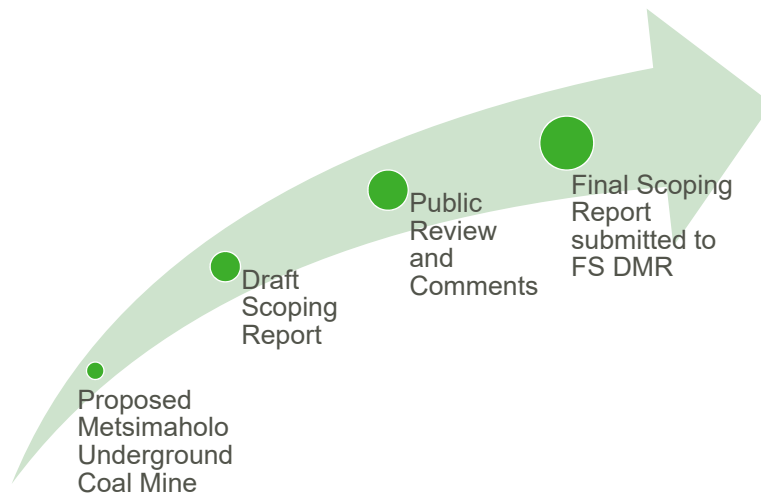 Proposed
Metsimaholo
Underground
Coal Mine
Draft
Scoping
Report
Public
Review
and
Comments
Final Scoping
Report
submitted to
FS DMR